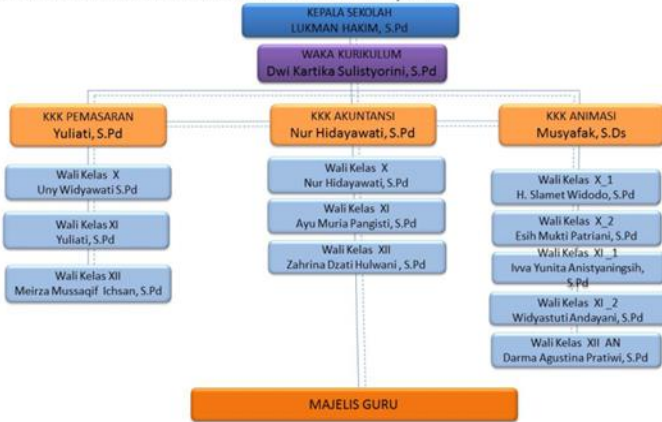 KEPALA SEKOLAH
LUKMAN HAKIM, S.Pd
WAKA KURIKULUM
Dwi Kartika Sulistyorini, S.Pd
KKK PEMASARAN
Yuliati, S.Pd
KKK AKUNTANSI
Nur Hidayawati, S.Pd
KKK ANIMASI
Musyafak, S.Ds
Wali Kelas X
Uny Widyawati S.Pd
Wali Kelas XI
Yuliati, S.Pd
Wali Kelas XII
Meirza Mussaqif Ichsan, S.Pd
Wali Kelas X
Nur Hidayawati, S.Pd
Wali Kelas XI
Ayu Muria Pangisti, S.Pd
Wali Kelas XII
Zahrina Dzati Hulwani , S.Pd
Wali Kelas X_1
H. Slamet Widodo, S.Pd
Wali Kelas X_2
Esih Mukti Patriani, S.Pd
Wali Kelas XI _1
Ivva Yunita Anistyaningsih,
S.Pd
Wali Kelas XI _2
Widyastuti Andayani, S.Pd
Wali Kelas XII AN
Darma Agustina Pratiwi, S.Pd
MAJELIS GURU